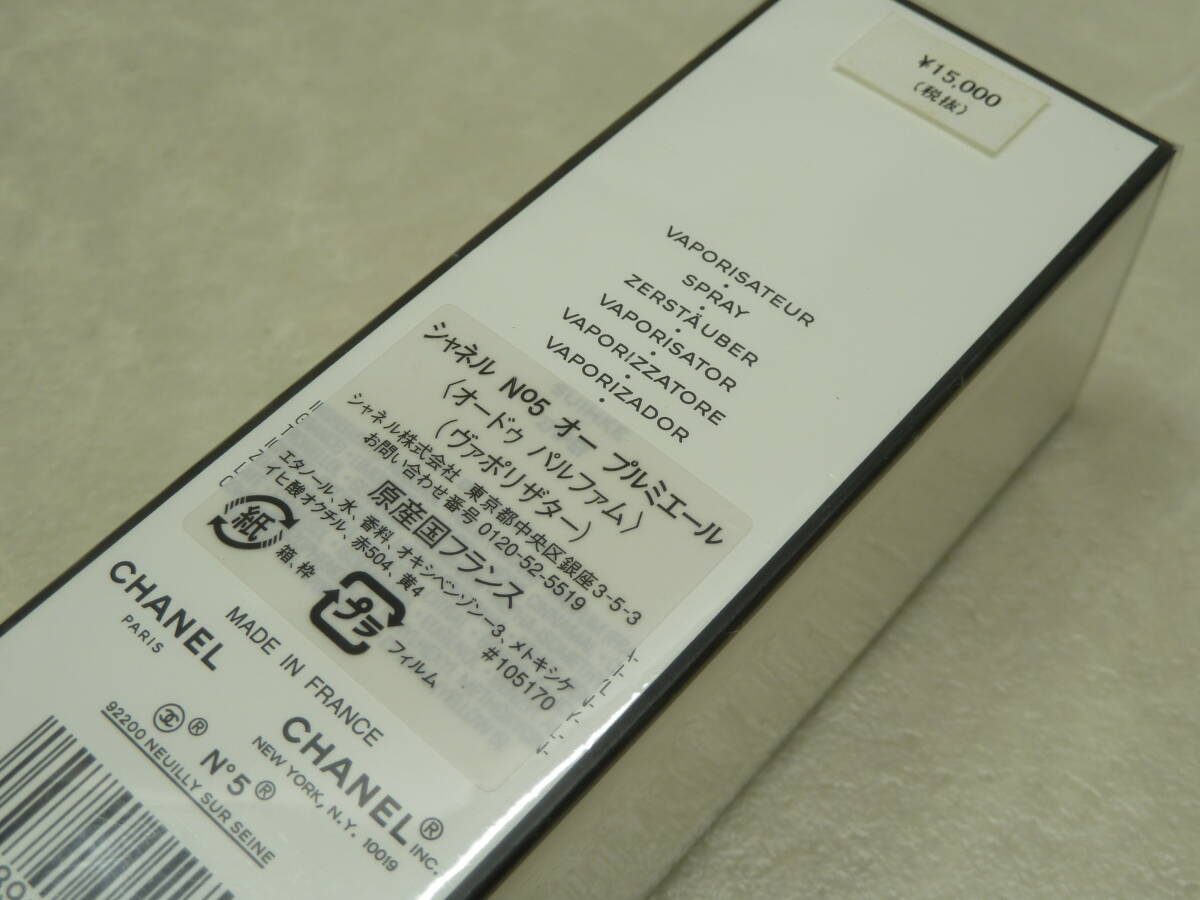 ¥15,000
(税抜)
VAPORISATEUR
SPRAY
ZERSTÄUBER
VAPORISATOR
VAPORIZZATORE
VAPORIZADOR
シャネル Nº5 オー プルミエール
〈オードゥ パルファム〉
(ヴァポリザター)
シャネル株式会社 東京都中央区銀座3-5-3
お問い合わせ番号 0120-52-5519
原産国フランス
エタノール、水、香料、オキシベンゾン-3、メトキシケ
イヒ酸オクチル、赤504、黄4
#105170
紙
箱、枠
プラ
フィルム
MADE IN FRANCE
CHANEL
PARIS
CHANEL®
INC.
NEW YORK, N.Y. 10019
® N°5®
92200 NEUILLY SUR SEINE